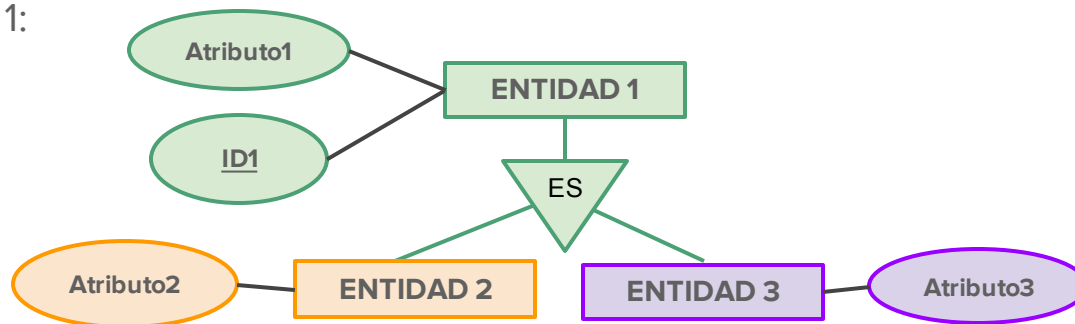 1:
Atributo1
ENTIDAD 1
ID1
ES
Atributo2
ENTIDAD 2
ENTIDAD 3
Atributo3